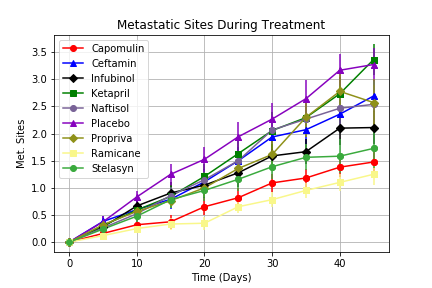 Metastatic Sites During Treatment
Met. Sites
3.5
3.0
2.5
2.0
1.5
1.0
0.5
0.0
Capomulin
Ceftamin
Infubinol
Ketapril
Naftisol
Placebo
Propriva
Ramicane
Stelasyn
0
10
20
30
40
Time (Days)